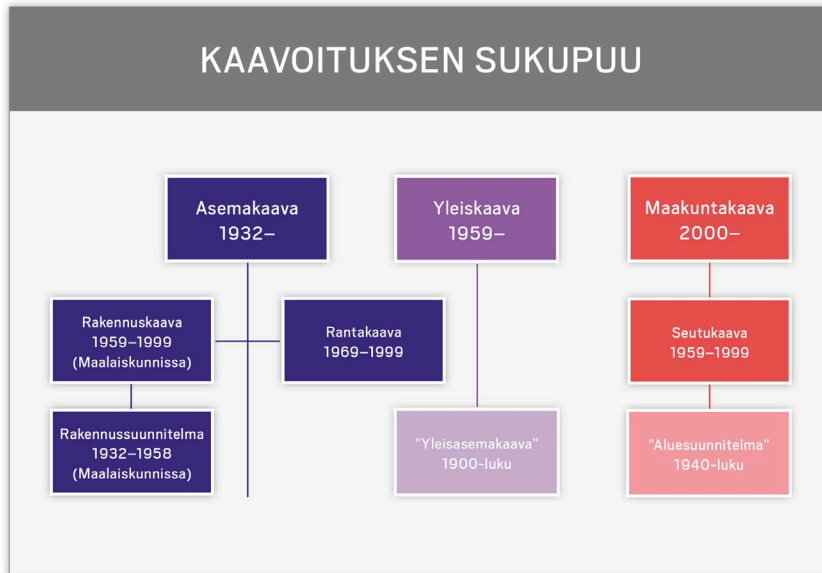 KAAVOITUKSEN SUKUPUU
Asemakaava
1932–
Yleiskaava
1959–
Maakuntakaava
2000–
Rakennuskaava
1959–1999
(Maalaiskunnissa)
Rantakaava
1969–1999
Seutukaava
1959–1999
Rakennussuunnitelma
1932–1958
(Maalaiskunnissa)
"Yleisasemakaava"
1900-luku
"Aluesuunnitelma"
1940-luku